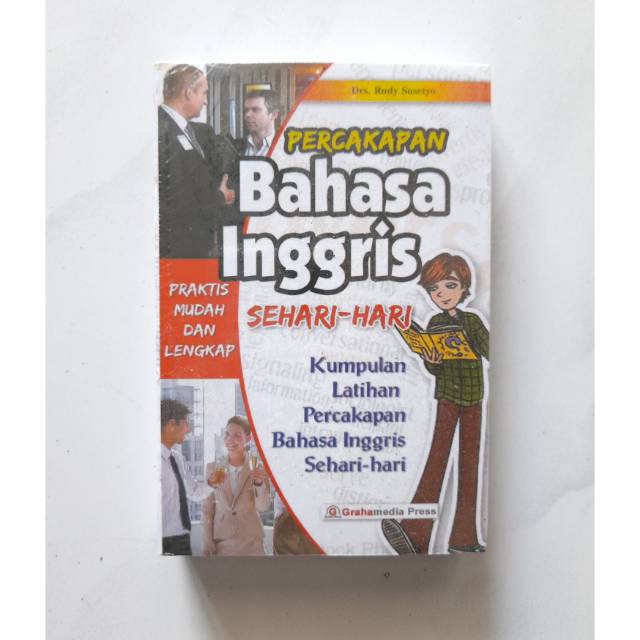 Drs. Rudy Susetyo
PERCAKAPAN
Bahasa
Inggris
SEHARI-HARI
PRAKTIS
MUDAH
DAN
LENGKAP
Kumpulan
Latihan
Percakapan
Bahasa Inggris
Sehari-hari
G Grahamedia Press